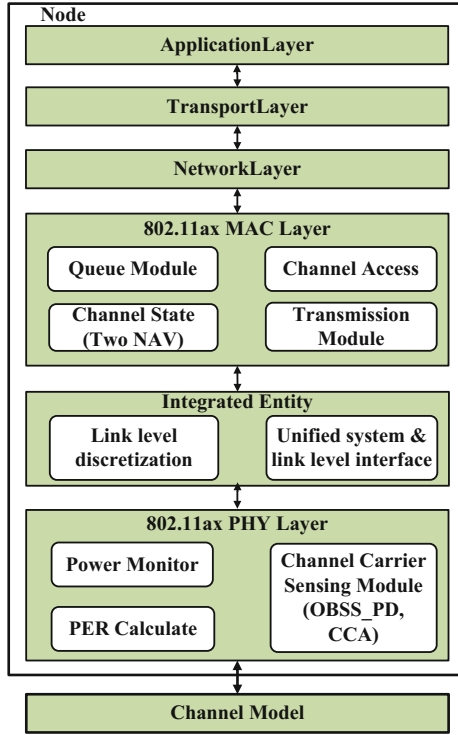 Node
ApplicationLayer
TransportLayer
NetworkLayer
802.11ax MAC Layer
Queue Module
Channel Access
Channel State
(Two NAV)
Transmission
Module
Integrated Entity
Link level
discretization
Unified system &
link level interface
802.11ax PHY Layer
Power Monitor
PER Calculate
Channel Carrier
Sensing Module
(OBSS_PD,
CCA)
Channel Model